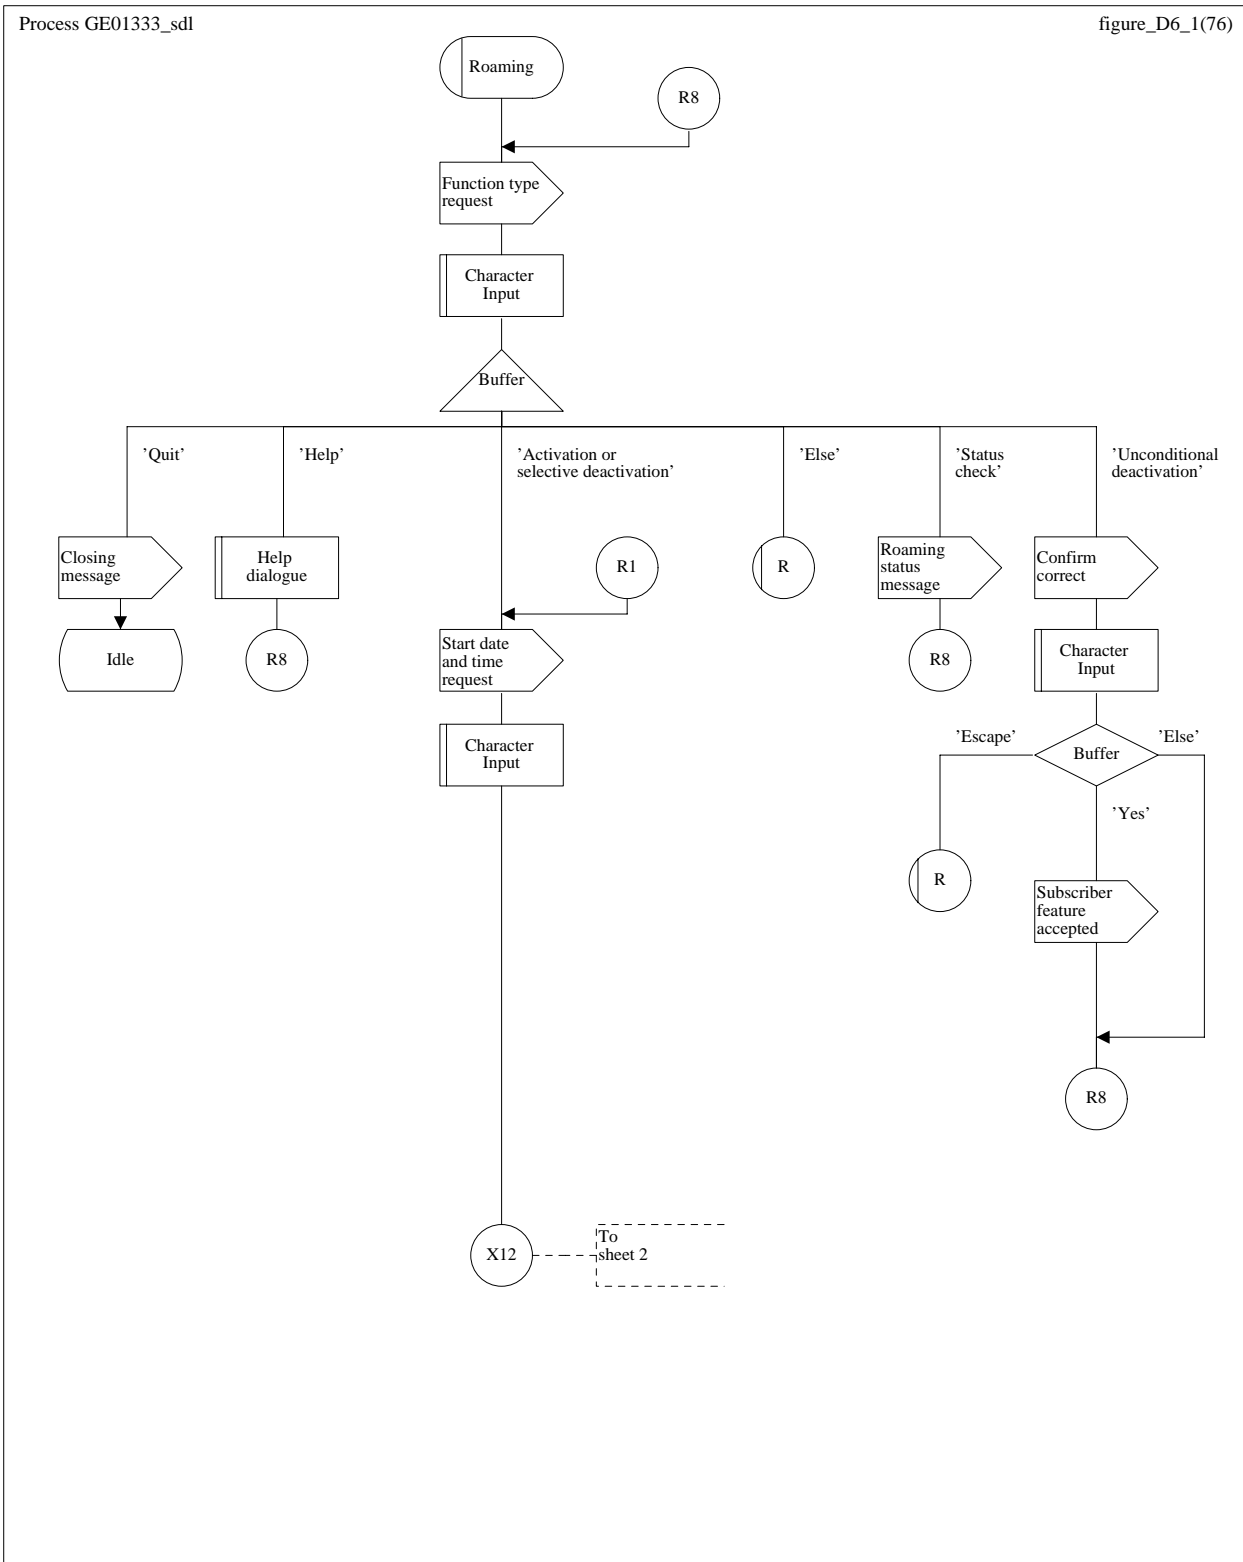 Process GE01333_sdl
figure_D6_1(76)
Roaming
R8
Function type
request
Character
Input
Buffer
’Quit’
’Help’
’Activation or
selective deactivation’
’Else’
’Status
check’
’Unconditional
deactivation’
Closing
message
Help
dialogue
R1
R
Roaming
status
message
Confirm
correct
Idle
R8
Start date
and time
request
R8
Character
Input
Character
Input
’Escape’
Buffer
’Else’
’Yes’
R
Subscriber
feature
accepted
R8
X12
To
sheet 2